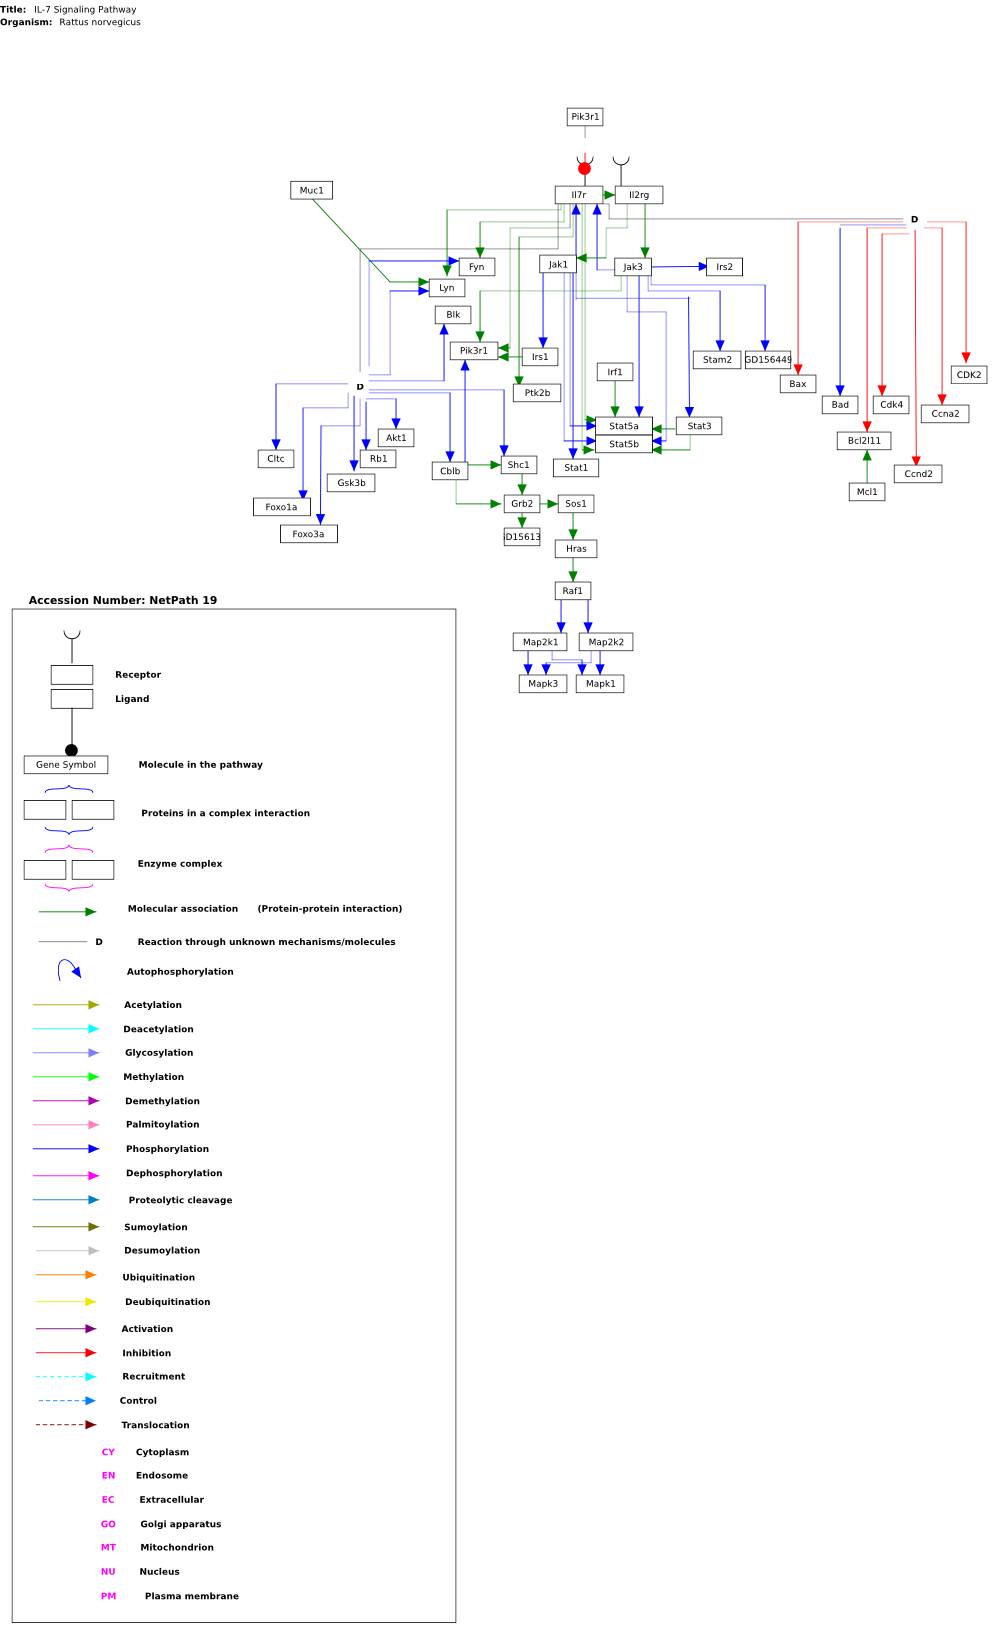 Title: IL-7 Signaling Pathway
Organism: Rattus norvegicus
Pik3r1
Muc1
Il7r
Il2rg
D
Fyn
Jak1
Jak3
Irs2
Lyn
Blk
Pik3r1
Irs1
Stam2
GD156449
Irf1
CDK2
Bax
D
Ptk2b
Bad
Cdk4
Ccna2
Stat5a
Stat3
Akt1
Stat5b
Bcl2l11
Cltc
Rb1
Cblb
Shc1
Stat1
Ccnd2
Gsk3b
Mcl1
Foxo1a
Grb2
Sos1
Foxo3a
GD15613
Hras
Raf1
Accession Number: NetPath 19
Map2k1
Map2k2
Mapk3
Mapk1
Receptor
Ligand
Gene Symbol
Molecule in the pathway
Proteins in a complex interaction
Enzyme complex
Molecular association (Protein-protein interaction)
D Reaction through unknown mechanisms/molecules
Autophosphorylation
Acetylation
Deacetylation
Glycosylation
Methylation
Demethylation
Palmitoylation
Phosphorylation
Dephosphorylation
Proteolytic cleavage
Sumoylation
Desumoylation
Ubiquitination
Deubiquitination
Activation
Inhibition
Recruitment
Control
Translocation
CY Cytoplasm
EN Endosome
EC Extracellular
GO Golgi apparatus
MT Mitochondrion
NU Nucleus
PM Plasma membrane